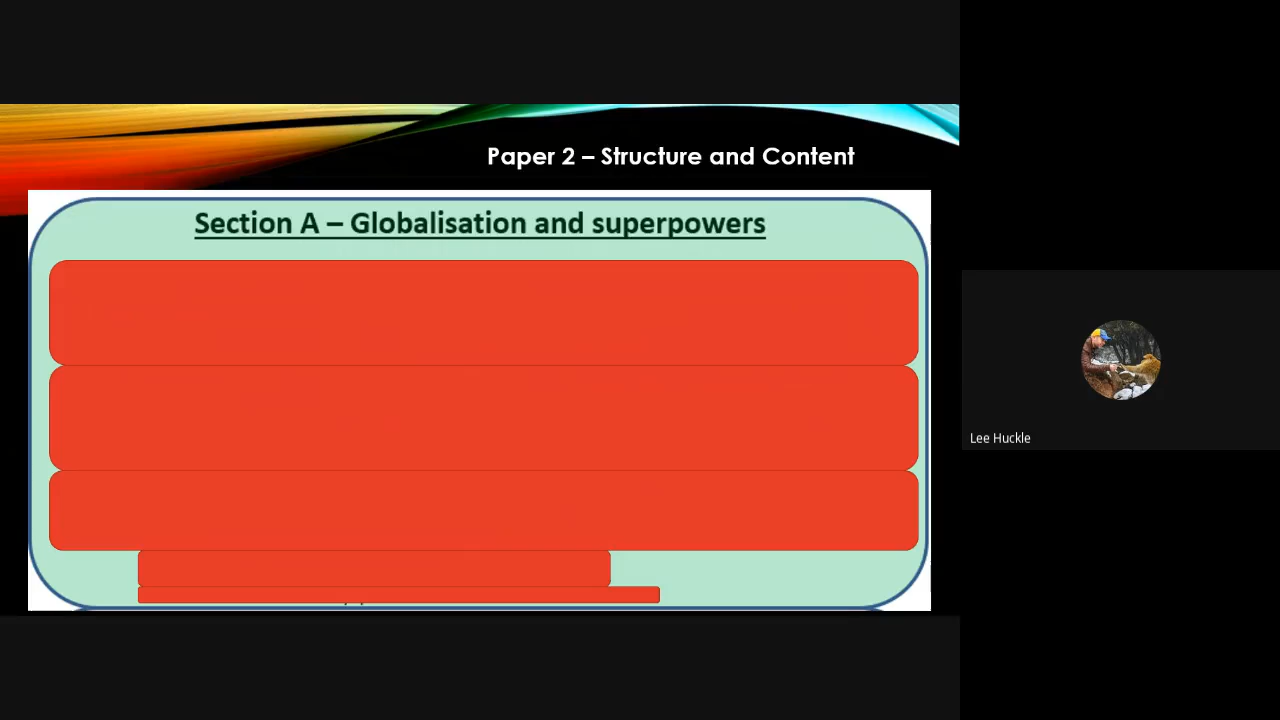 Paper 2 – Structure and Content
Section A – Globalisation and superpowers
Lee Huckle